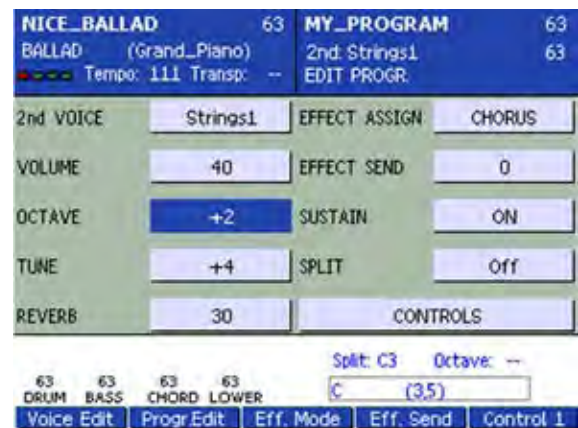 NICE_BALLAD 63 MY_PROGRAM 63
BALLAD (Grand_Piano) 2nd: Strings1 63
Tempo: 111 Transp: -- EDIT PROGR.
2nd VOICE Strings1 EFFECT ASSIGN CHORUS
VOLUME 40 EFFECT SEND 0
OCTAVE +2 SUSTAIN ON
TUNE +4 SPLIT Off
REVERB 30 CONTROLS
Split: C3 Octave: --
63 63 63 63 C (3,5)
DRUM BASS CHORD LOWER
Voice Edit Progr.Edit Eff. Mode Eff. Send Control 1